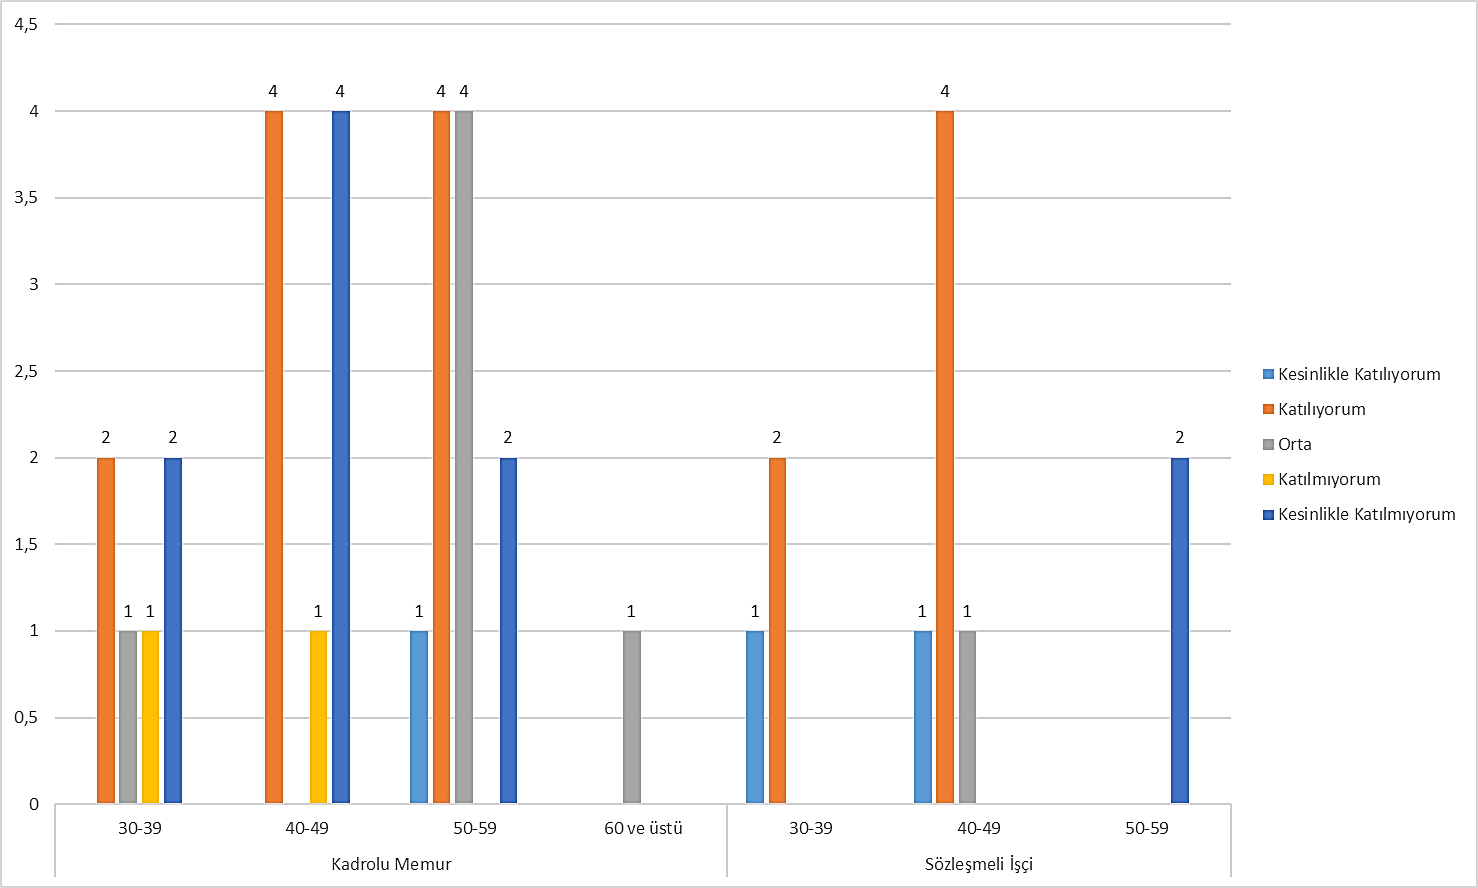 4,5
4
3,5
3
2,5
2
1,5
1
0,5
0
2 1 1 2
4 1 4
1 4 4 2
1
1 2
1 4 1
2
30-39 40-49 50-59 60 ve üstü 30-39 40-49 50-59
Kadrolu Memur Sözleşmeli İşçi
Kesinlikle Katılıyorum
Katılıyorum
Orta
Katılmıyorum
Kesinlikle Katılmıyorum